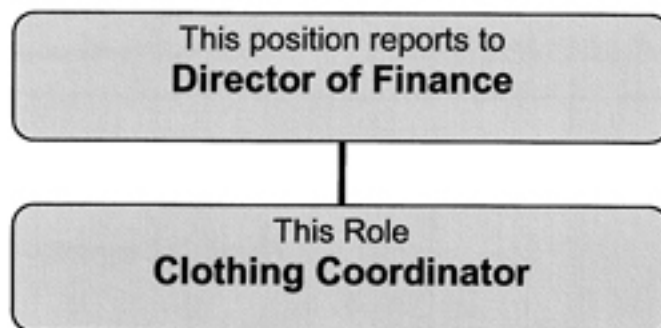 This position reports to
Director of Finance
This Role
Clothing Coordinator